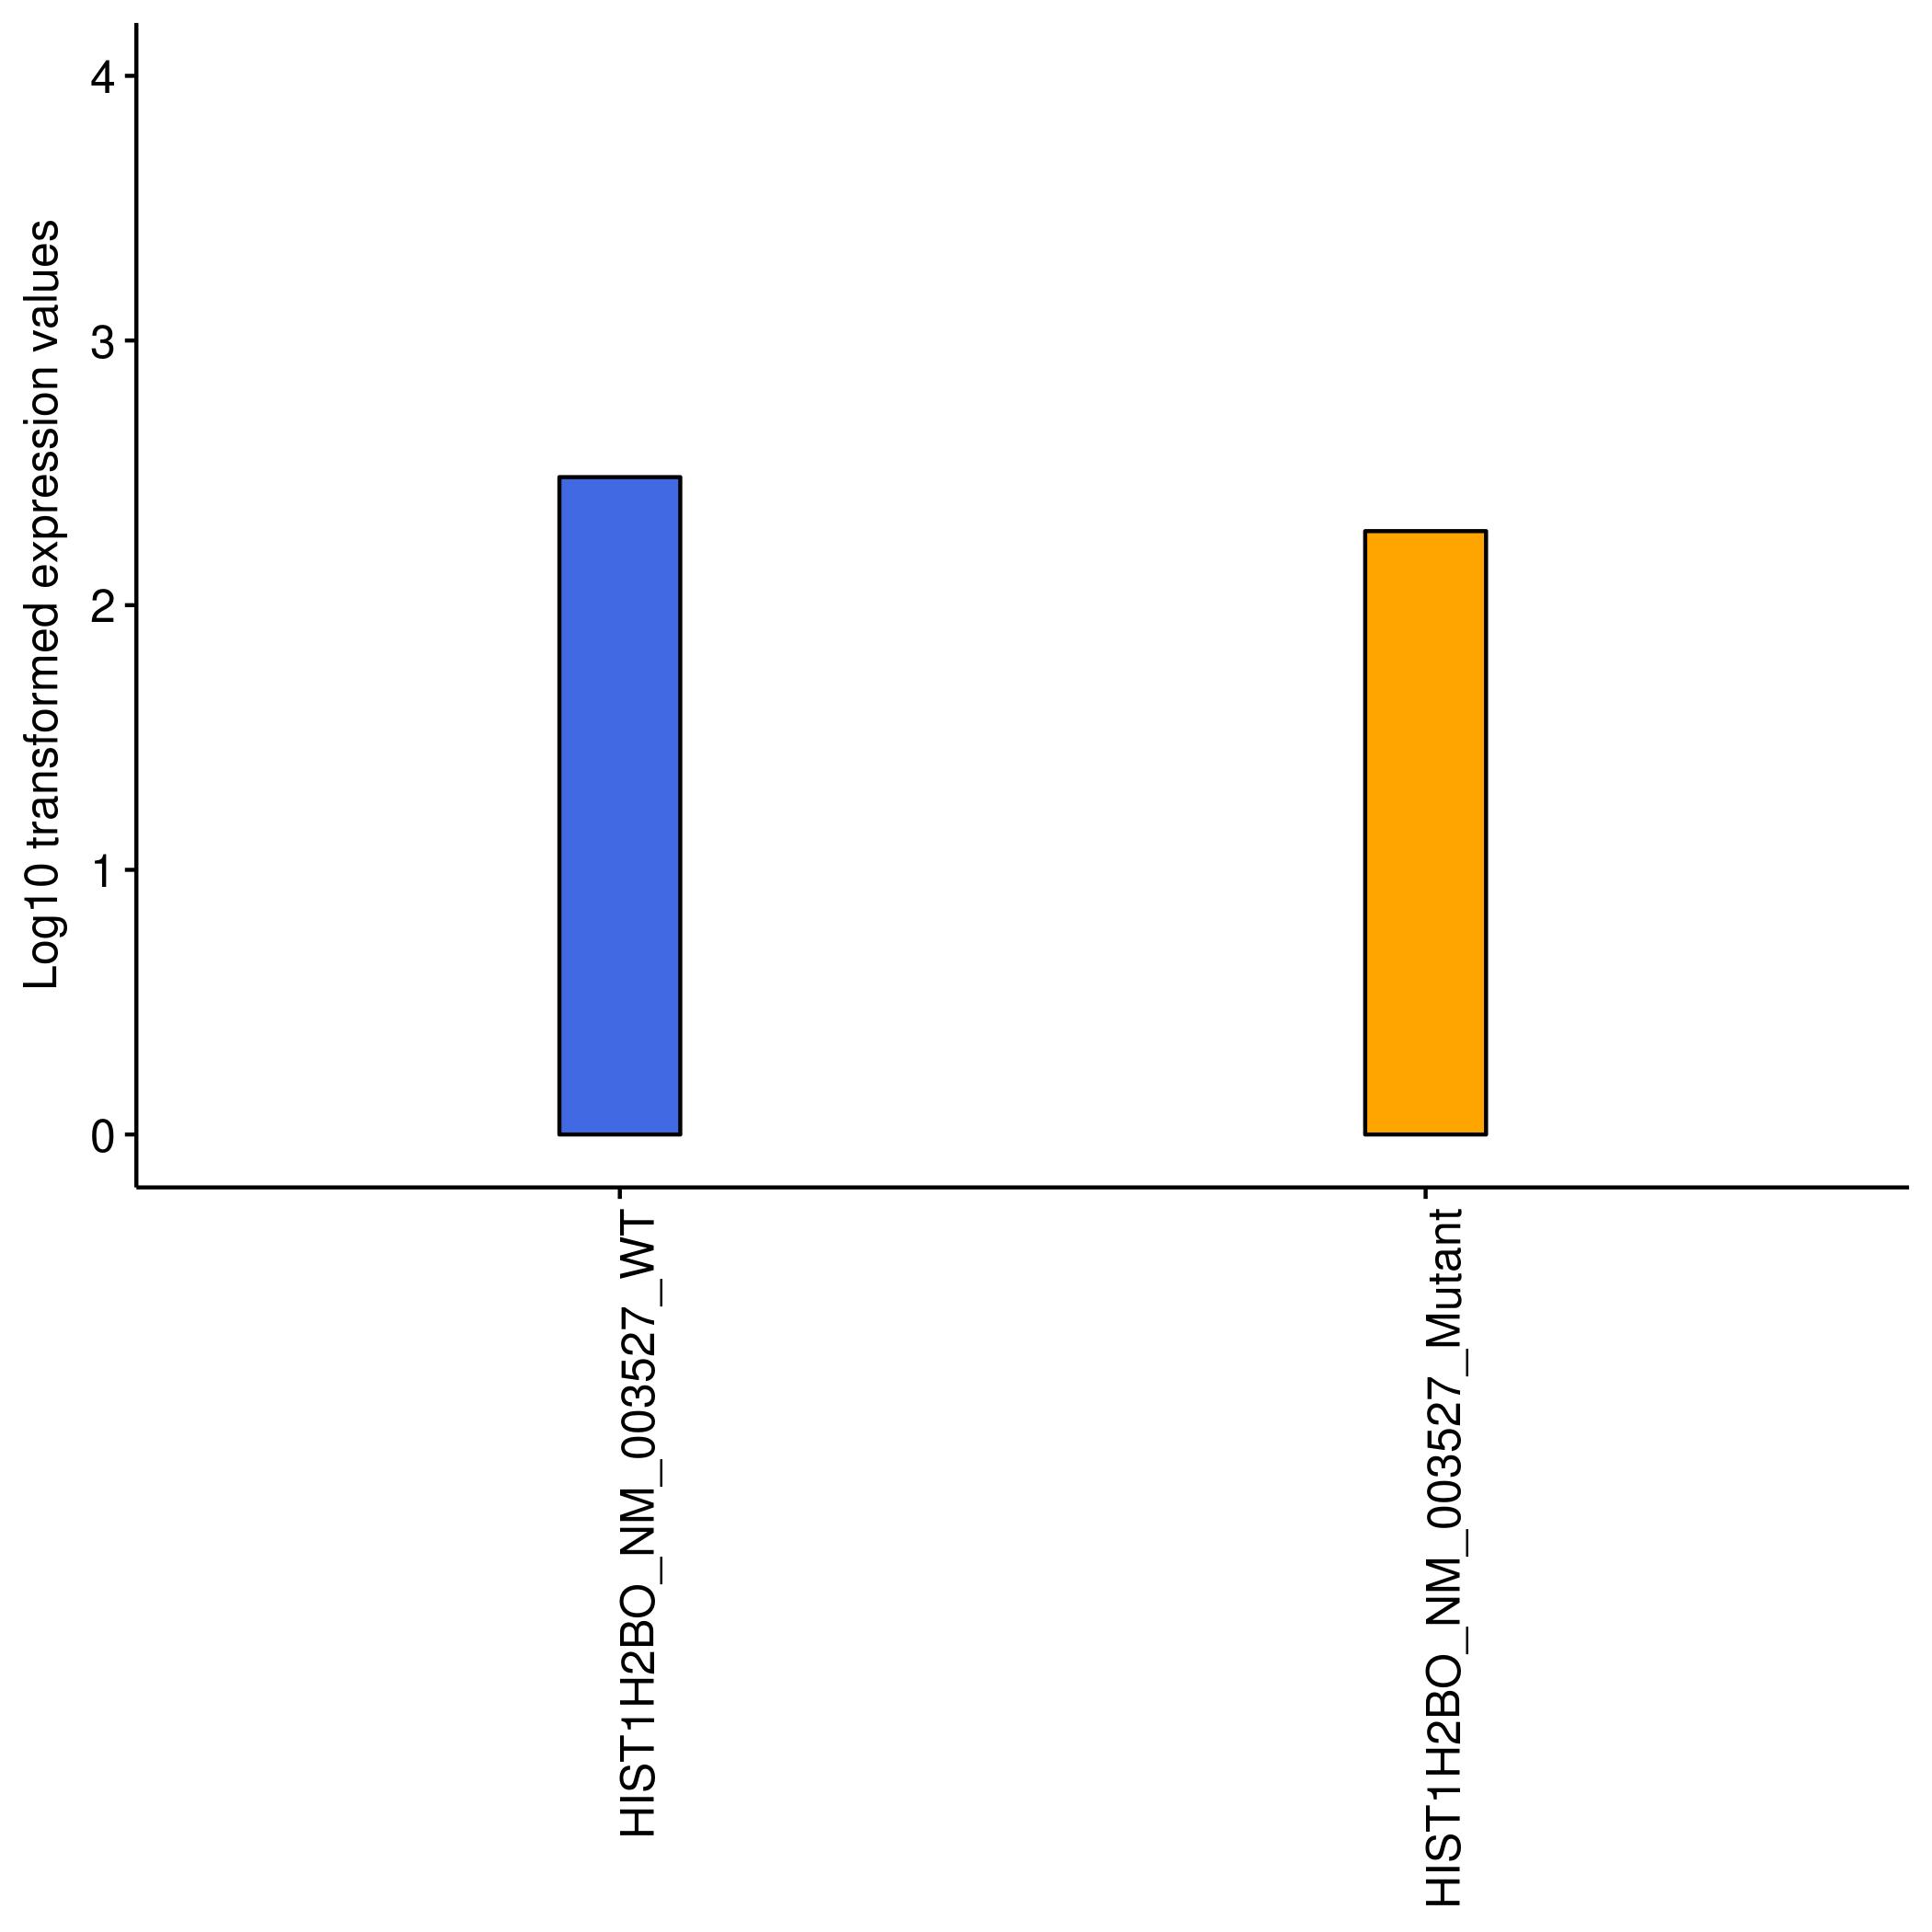 Log10 transformed expression values
4
3
2
1
0
HIST1H2BO_NM_003527_WT
HIST1H2BO_NM_003527_Mutant